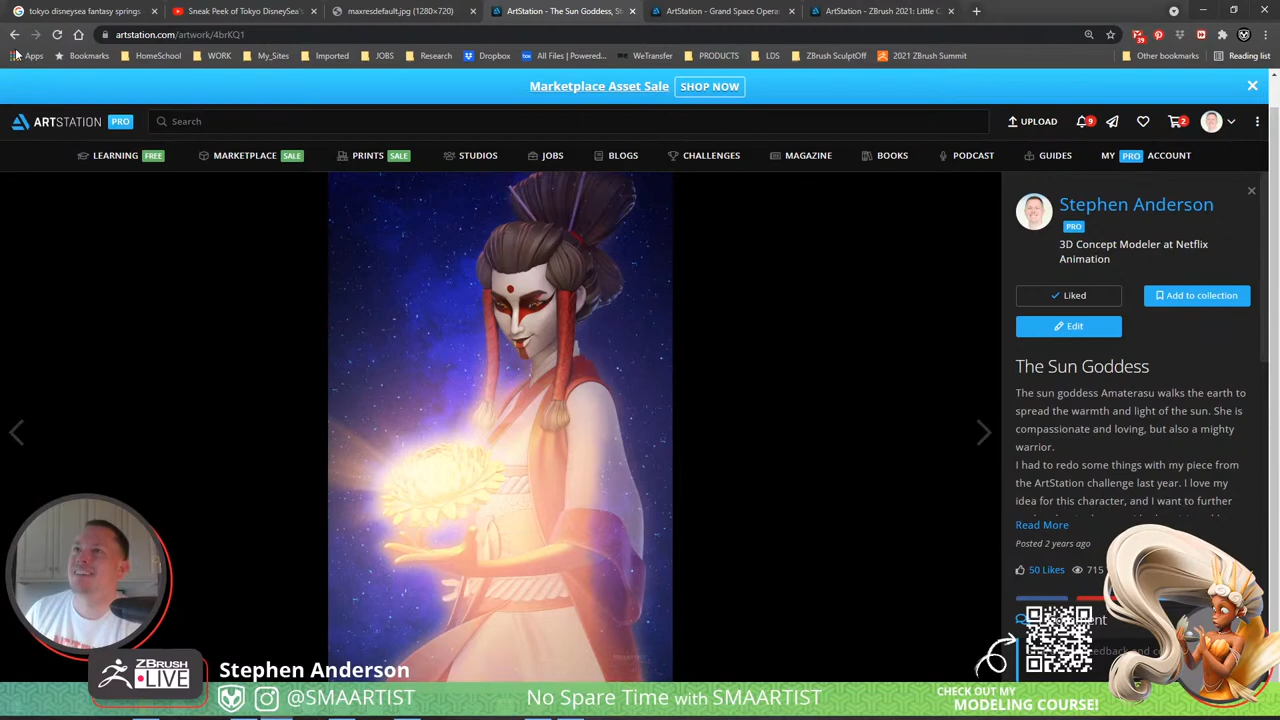 tokyo disneysea fantasy springs
Sneak Peek of Tokyo DisneySea's
maxresdefault.jpg (1280×720)
ArtStation - The Sun Goddess, St
ArtStation - Grand Space Opera
ArtStation - ZBrush 2021: Little C
artstation.com/artwork/4brKQ1
Apps
Bookmarks
HomeSchool
WORK
My_Sites
Imported
JOBS
Research
Dropbox
All Files | Powered...
WeTransfer
PRODUCTS
LDS
ZBrush SculptOff
2021 ZBrush Summit
Other bookmarks
Reading list
Marketplace Asset Sale
SHOP NOW
ARTSTATION PRO
Search
UPLOAD
9
2
LEARNING FREE
MARKETPLACE SALE
PRINTS SALE
STUDIOS
JOBS
BLOGS
CHALLENGES
MAGAZINE
BOOKS
PODCAST
GUIDES
MY PRO ACCOUNT
Stephen Anderson
PRO
3D Concept Modeler at Netflix
Animation
Liked
Add to collection
Edit
The Sun Goddess
The sun goddess Amaterasu walks the earth to
spread the warmth and light of the sun. She is
compassionate and loving, but also a mighty
warrior.
I had to redo some things with my piece from
the ArtStation challenge last year. I love my
idea for this character, and I want to further
Read More
Posted 2 years ago
50 Likes
715
ZBRUSH
LIVE
Stephen Anderson
@SMAARTIST
No Spare Time with SMAARTIST
CHECK OUT MY
MODELING COURSE!